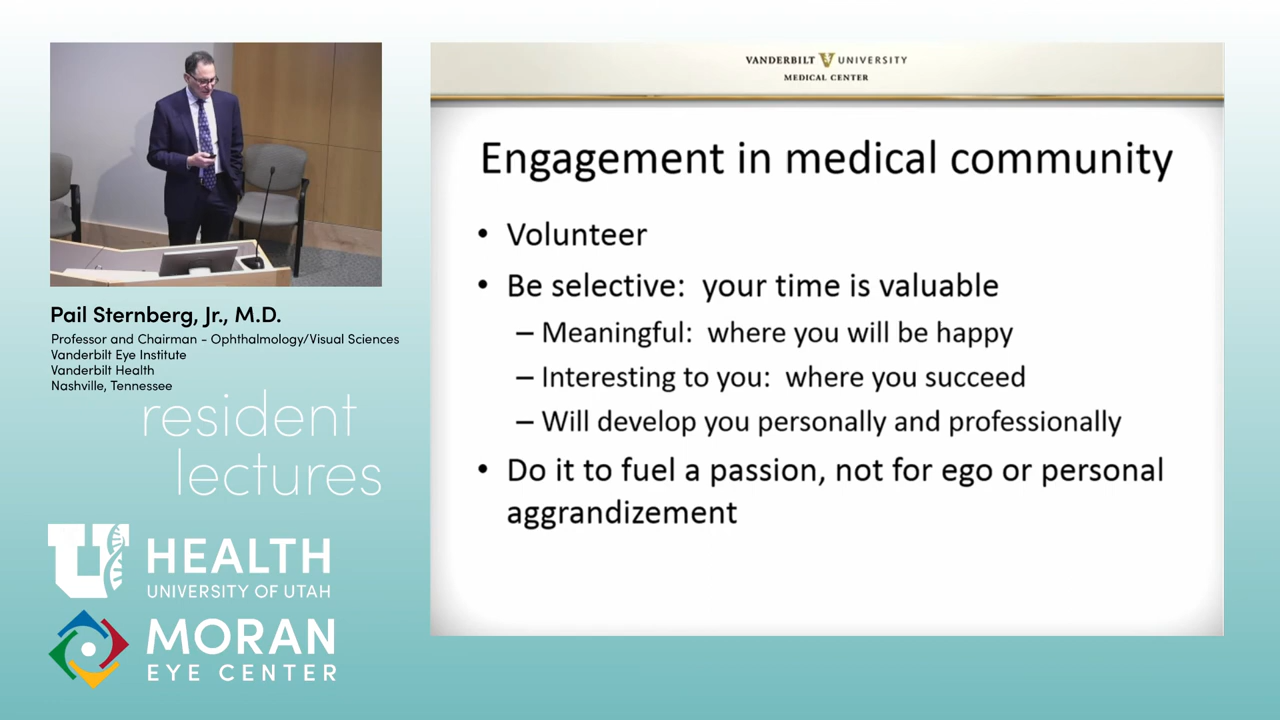 VANDERBILT V UNIVERSITY
MEDICAL CENTER
Engagement in medical community
• Volunteer
• Be selective: your time is valuable
– Meaningful: where you will be happy
– Interesting to you: where you succeed
– Will develop you personally and professionally
• Do it to fuel a passion, not for ego or personal
aggrandizement
Pail Sternberg, Jr., M.D.
Professor and Chairman - Ophthalmology/Visual Sciences
Vanderbilt Eye Institute
Vanderbilt Health
Nashville, Tennessee
resident
lectures
U HEALTH
UNIVERSITY OF UTAH
MORAN
EYE CENTER